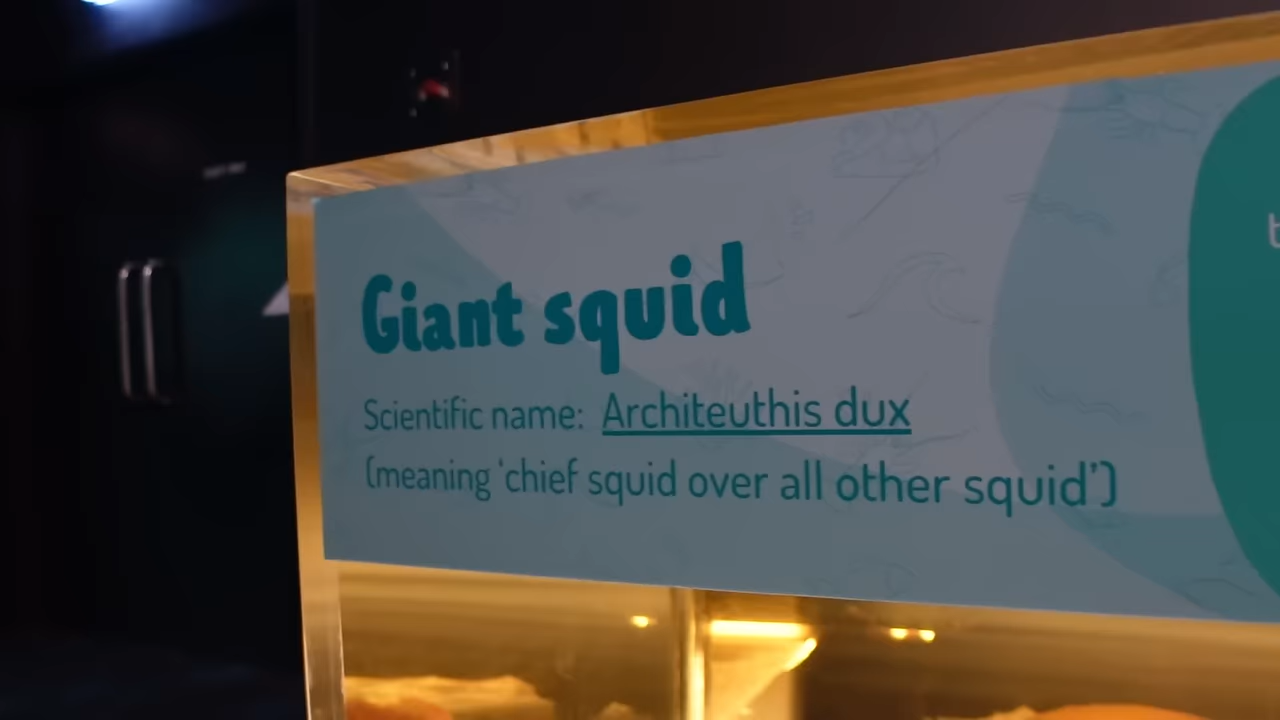 Giant squid
Scientific name: Architeuthis dux
(meaning 'chief squid over all other squid')